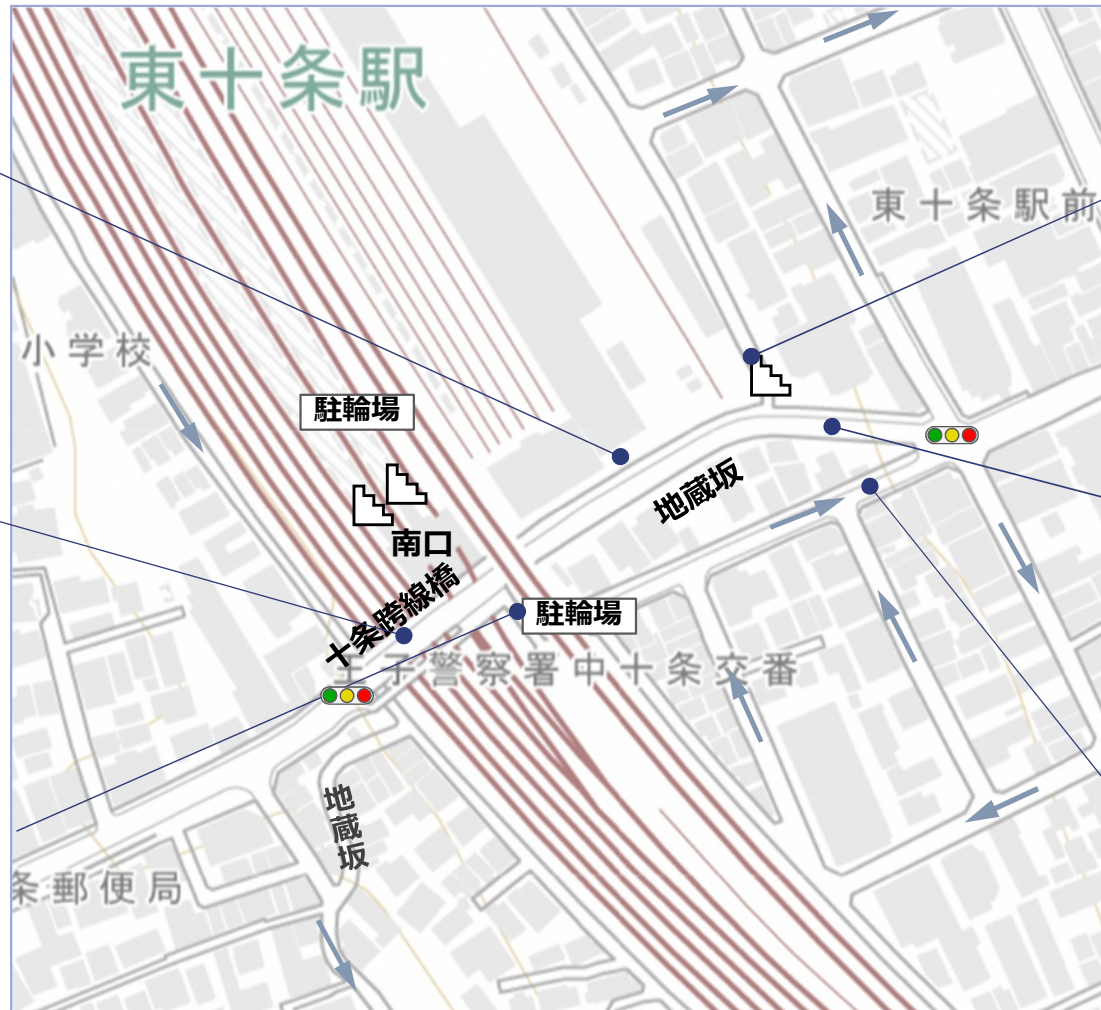 東十条駅
東十条駅前
小学校
駐輪場
地蔵坂
南口
十条跨線橋
駐輪場
王子警察署中十条交番
地蔵坂
条郵便局